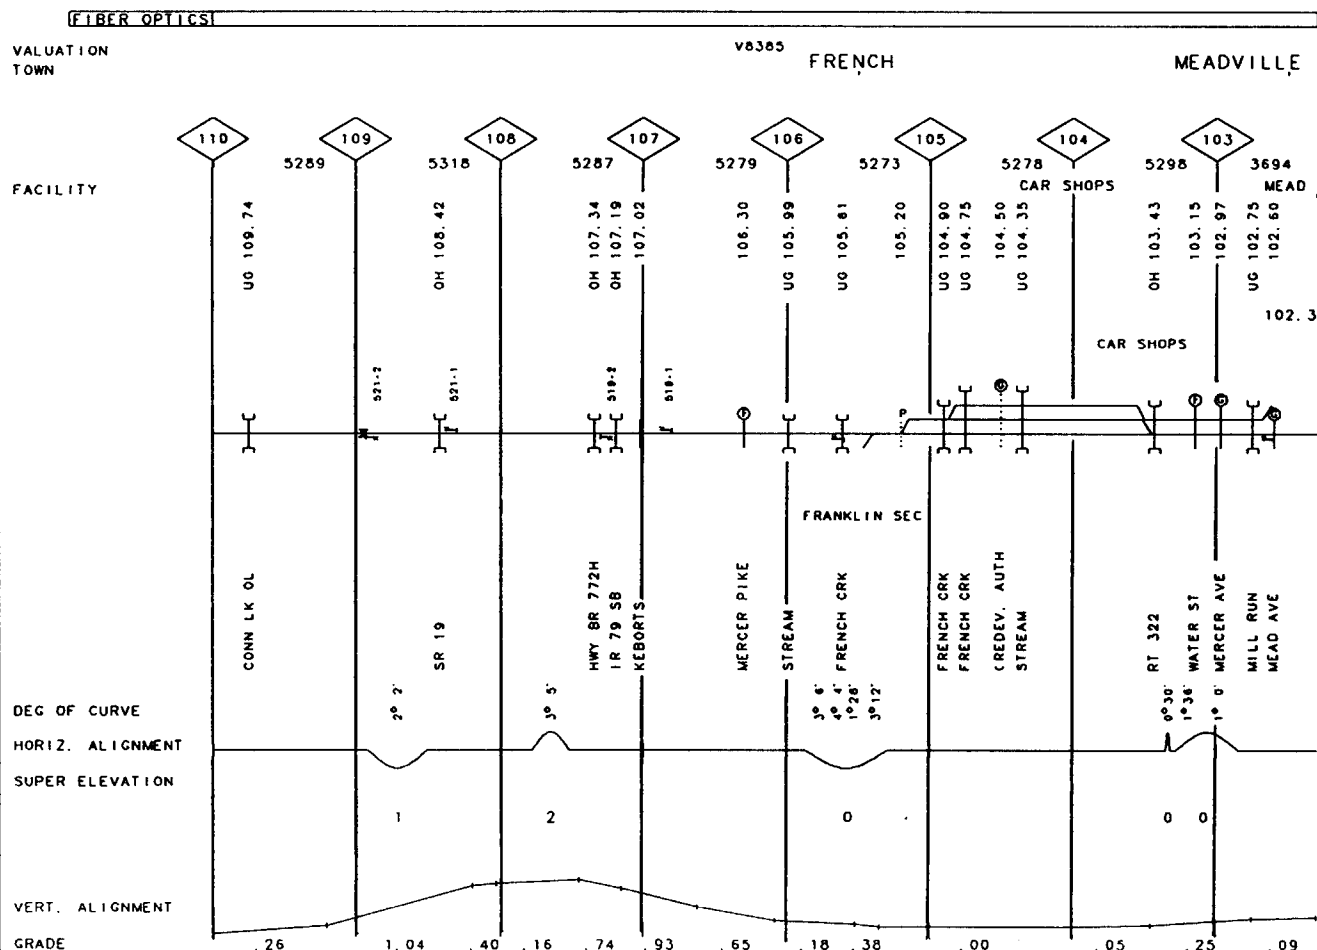 FIBER OPTICS
VALUATION V8385
TOWN FRENCH MEADVILLE
110 109 108 107 106 105 104 103
5289 5318 5287 5279 5273 5278 5298 3694
FACILITY CAR SHOPS MEAD
UG 109.74
OH 108.42
OH 107.34
OH 107.19
107.02
106.30
UG 105.99
UG 105.81
105.20
UG 104.90
UG 104.75
104.50
UG 104.35
OH 103.43
103.15
102.97
UG 102.75
102.60
102.3
CAR SHOPS
521-2
521-1
519-2
519-1
F
P
G
F
G
G
FRANKLIN SEC
CONN LK OL
SR 19
HWY BR 772H
IR 79 SB
KEBORTS
MERCER PIKE
STREAM
FRENCH CRK
FRENCH CRK
FRENCH CRK
(REDEV. AUTH
STREAM
RT 322
WATER ST
MERCER AVE
MILL RUN
MEAD AVE
DEG OF CURVE
2° 2'
3° 5'
3° 6'
4° 4'
1°28'
3°12'
0°30'
1°36'
1° 0'
HORIZ. ALIGNMENT
SUPER ELEVATION
1 2 0 0 0
VERT. ALIGNMENT
GRADE .26 1.04 .40 .16 .74 .93 .65 .18 .38 .00 .05 .25 .09